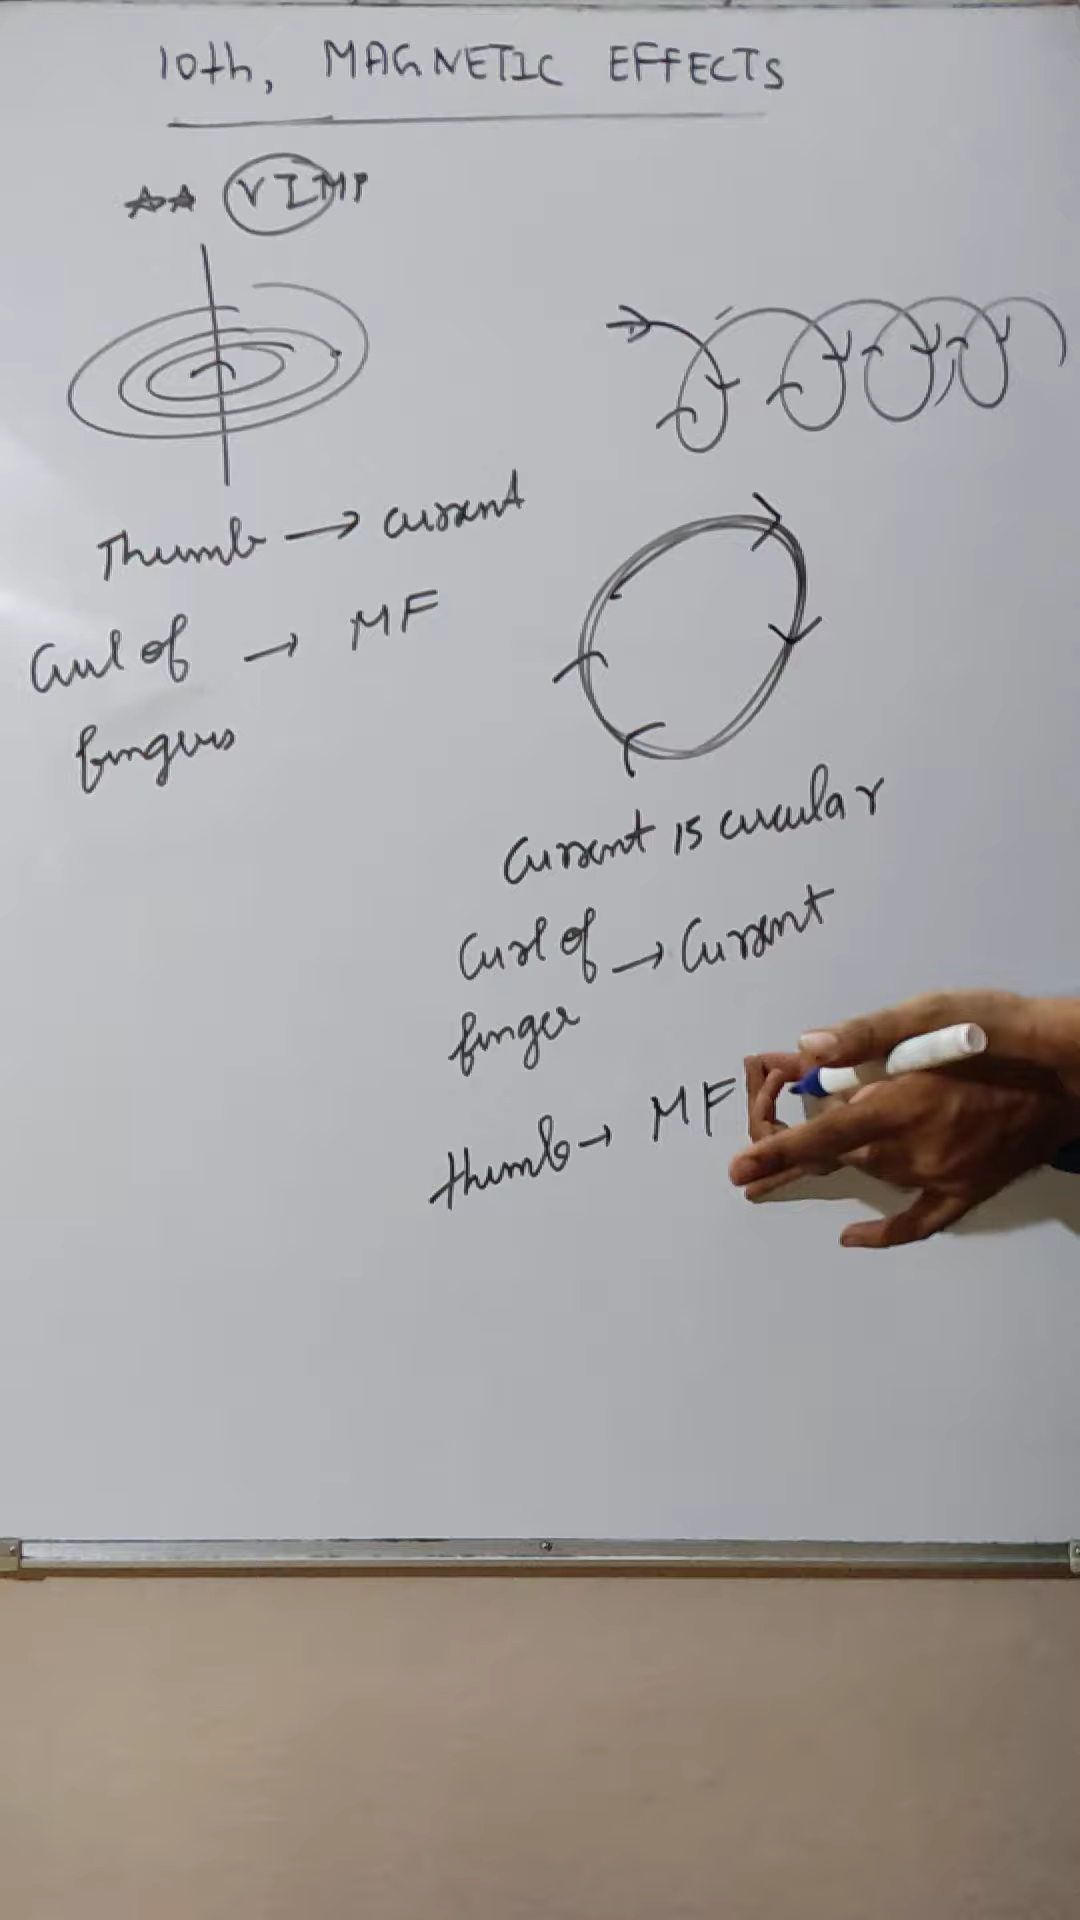 10th, MAGNETIC EFFECTS
VIMP
Thumb → current
Curl of → MF
fingers
Current is circular
Curl of → Current
finger
thumb → MF